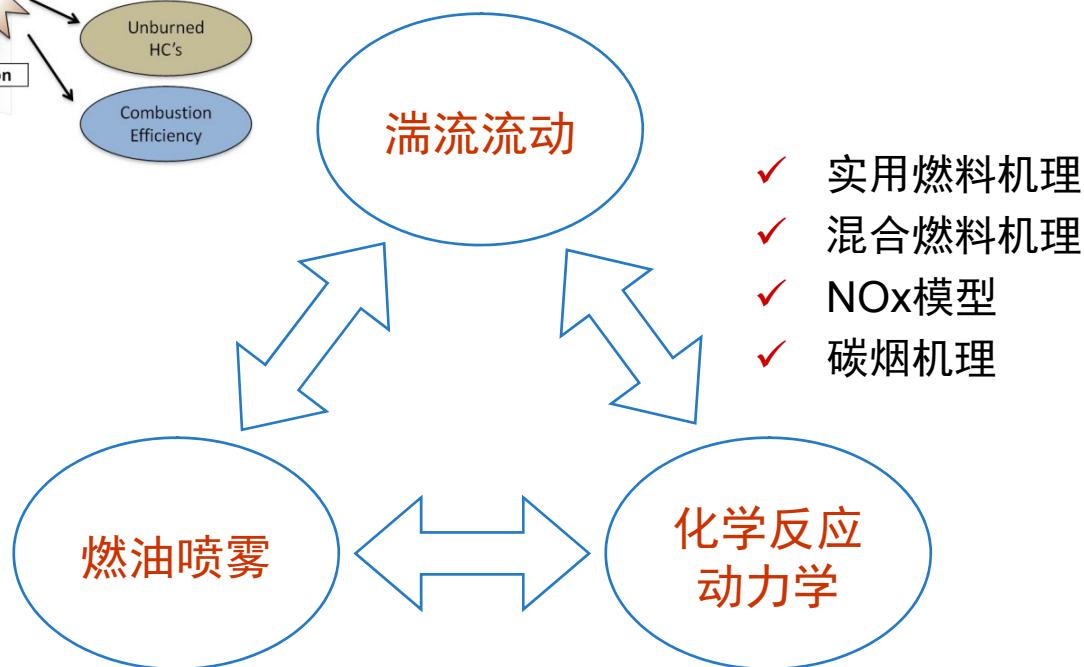 Unburned
HC's
on
Combustion
Efficiency
湍流流动
实用燃料机理
混合燃料机理
NOx模型
碳烟机理
燃油喷雾
化学反应
动力学